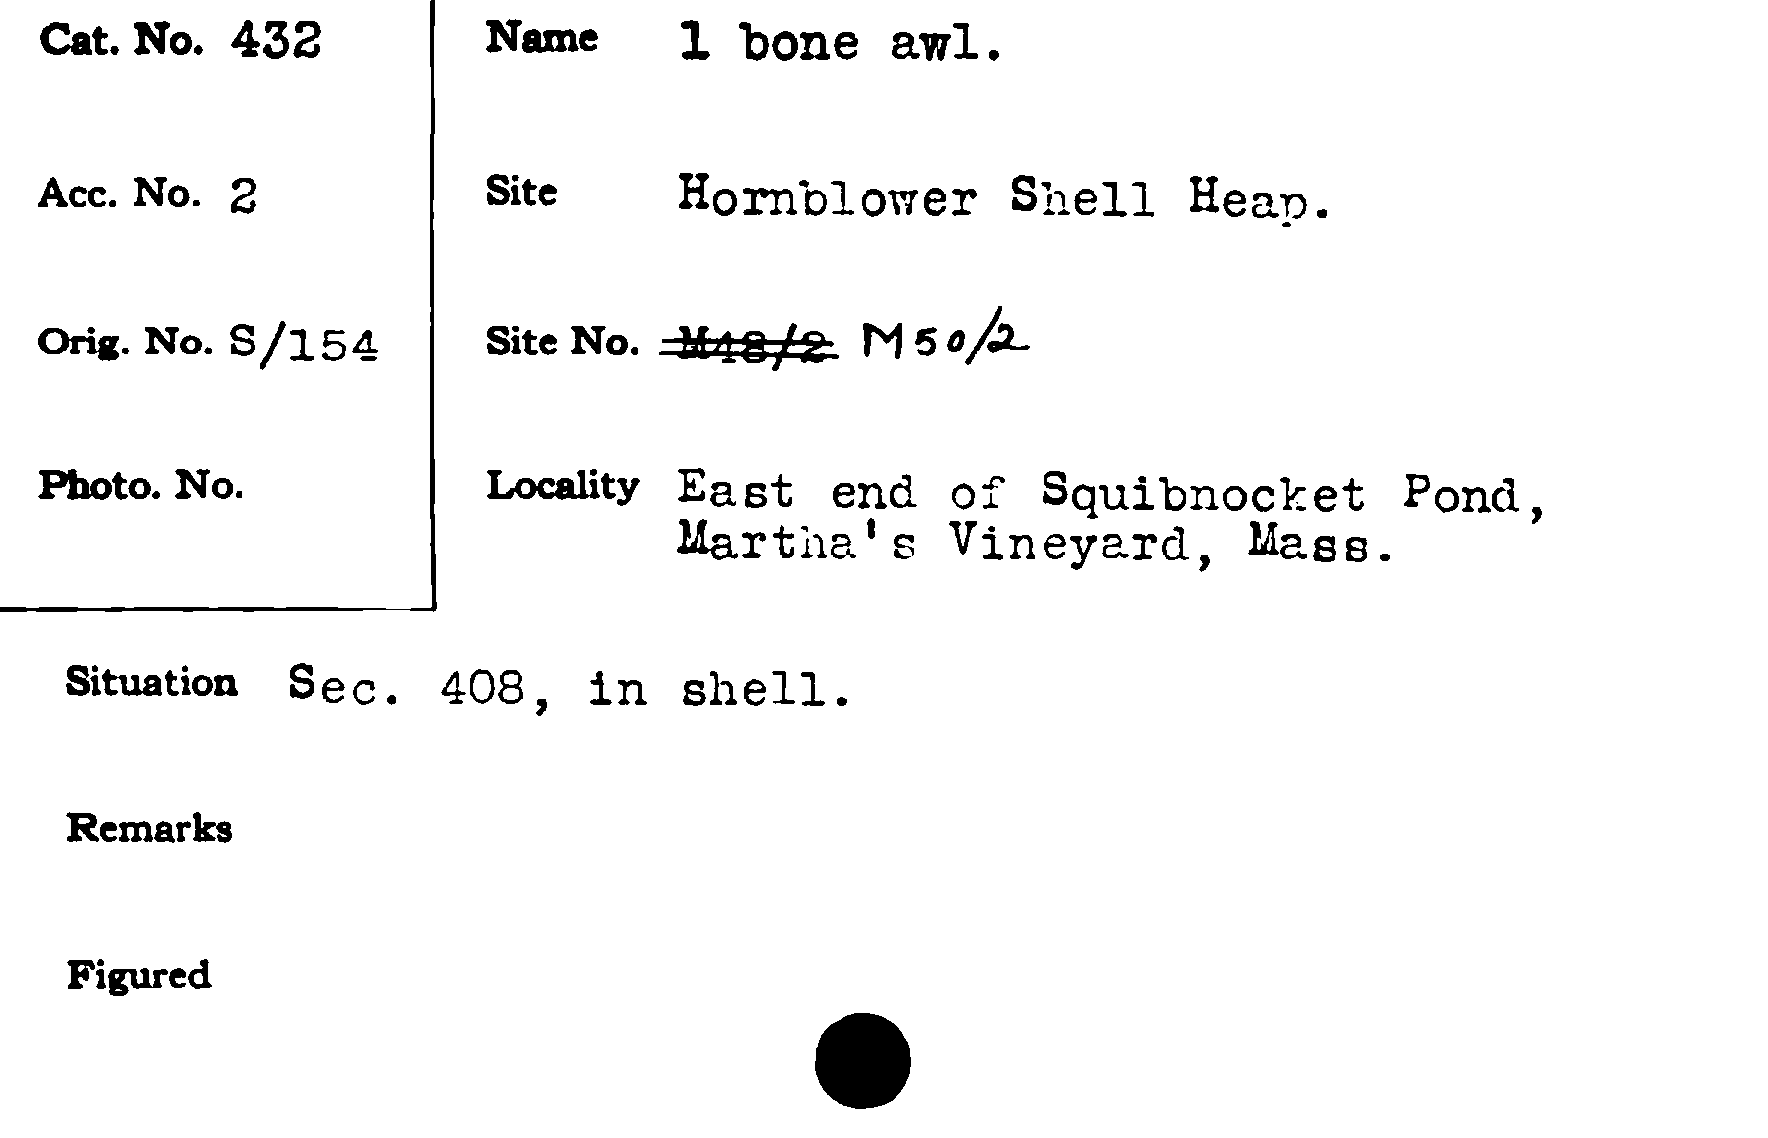 Cat. No. 432
Name 1 bone awl.
Acc. No. 2
Site Hornblower Shell Heap.
Orig. No. S/154
Site No. M48/2 M50/2
Photo. No.
Locality East end of Squibnocket Pond,
Martha's Vineyard, Mass.
Situation Sec. 408, in shell.
Remarks
Figured